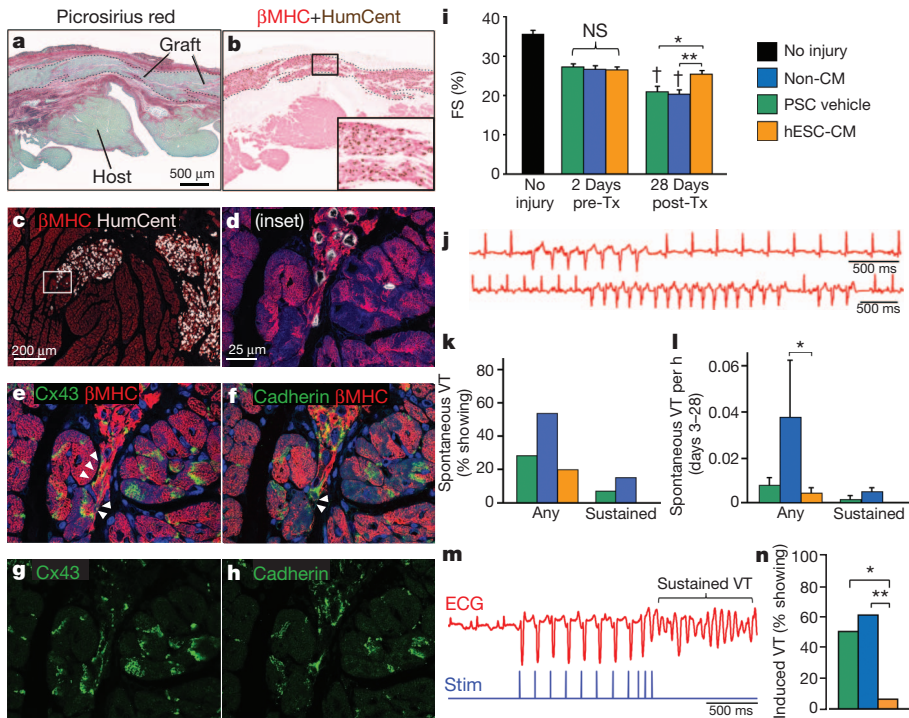 Picrosirius red
a
Graft
Host
500 μm
βMHC+HumCent
b
c βMHC HumCent
200 μm
d (inset)
25 μm
e Cx43 βMHC
f Cadherin βMHC
g Cx43
h Cadherin
i
FS (%)
40
30
20
10
0
NS
*
**
† †
No injury
2 Days pre-Tx
28 Days post-Tx
No injury
Non-CM
PSC vehicle
hESC-CM
j
500 ms
500 ms
k
Spontaneous VT
(% showing)
80
60
40
20
0
Any Sustained
l
Spontaneous VT per h
(days 3–28)
0.06
0.04
0.02
0
*
Any Sustained
m
Sustained VT
ECG
Stim
500 ms
n
Induced VT (% showing)
100
80
60
40
20
0
*
**